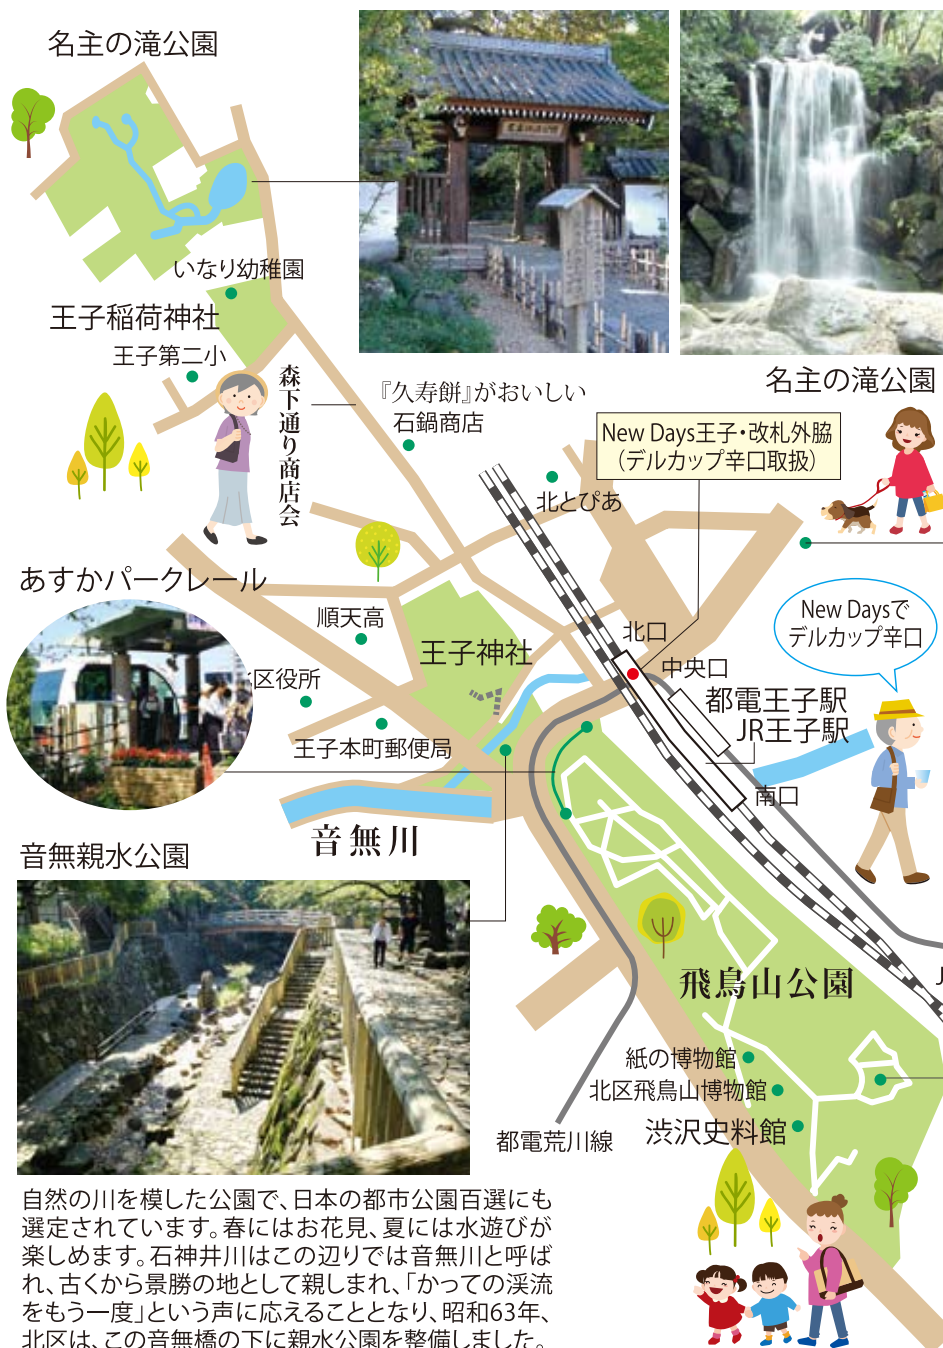 名主の滝公園
いなり幼稚園
王子稲荷神社
王子第二小
森下通り商店会
『久寿餅』がおいしい
石鍋商店
名主の滝公園
New Days王子・改札外脇
（デルカップ辛口取扱）
北とぴあ
あすかパークレール
順天高
王子神社
北口
中央口
New Daysで
デルカップ辛口
区役所
都電王子駅
JR王子駅
王子本町郵便局
南口
音無川
音無親水公園
飛鳥山公園
J
紙の博物館
北区飛鳥山博物館
渋沢史料館
都電荒川線
自然の川を模した公園で、日本の都市公園百選にも
選定されています。春にはお花見、夏には水遊びが
楽しめます。石神井川はこの辺りでは音無川と呼ば
れ、古くから景勝の地として親しまれ、「かっての渓流
をもう一度」という声に応えることとなり、昭和63年、
北区は、この音無橋の下に親水公園を整備しました。